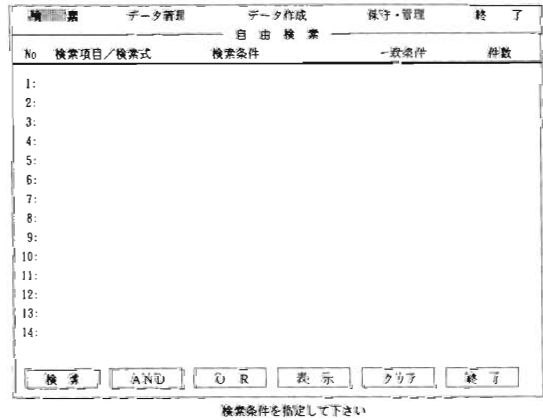 検 索 データ管理 データ作成 保守・管理 終 了
自 由 検 索
No 検索項目／検索式 検索条件 一致条件 件数
1:
2:
3:
4:
5:
6:
7:
8:
9:
10:
11:
12:
13:
14:
検 索 AND O R 表 示 クリア 終 了
検索条件を指定して下さい